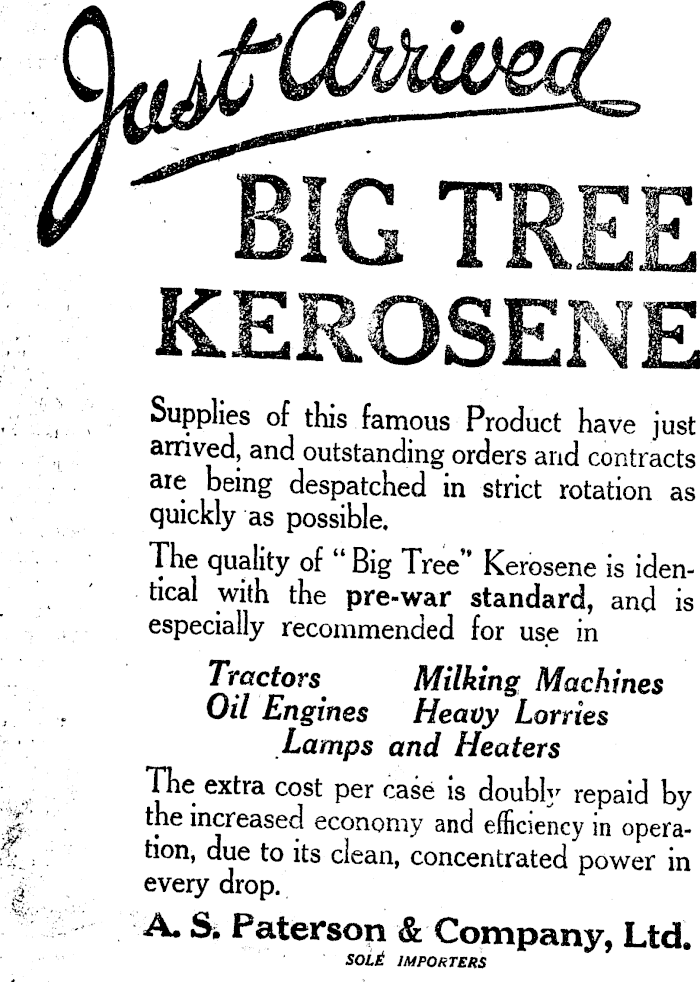 Just Arrived
BIG TREE
KEROSENE
Supplies of this famous Product have just
arrived, and outstanding orders and contracts
are being despatched in strict rotation as
quickly as possible.
The quality of "Big Tree" Kerosene is iden-
tical with the pre-war standard, and is
especially recommended for use in
Tractors Milking Machines
Oil Engines Heavy Lorries
Lamps and Heaters
The extra cost per case is doubly repaid by
the increased economy and efficiency in opera-
tion, due to its clean, concentrated power in
every drop.
A. S. Paterson & Company, Ltd.
SOLE IMPORTERS